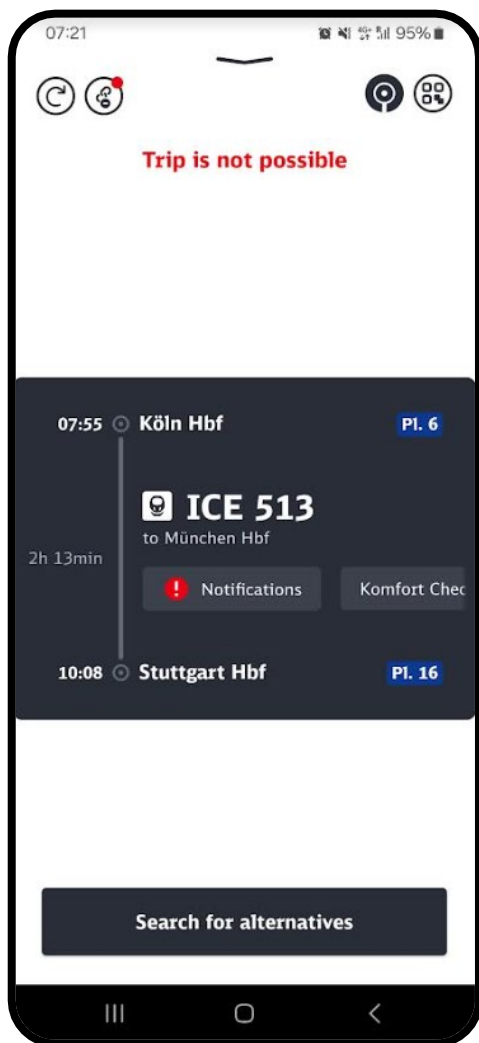 07:21 95%
Trip is not possible
07:55 Köln Hbf Pl. 6
ICE 513
to München Hbf
2h 13min
Notifications Komfort Chec
10:08 Stuttgart Hbf Pl. 16
Search for alternatives